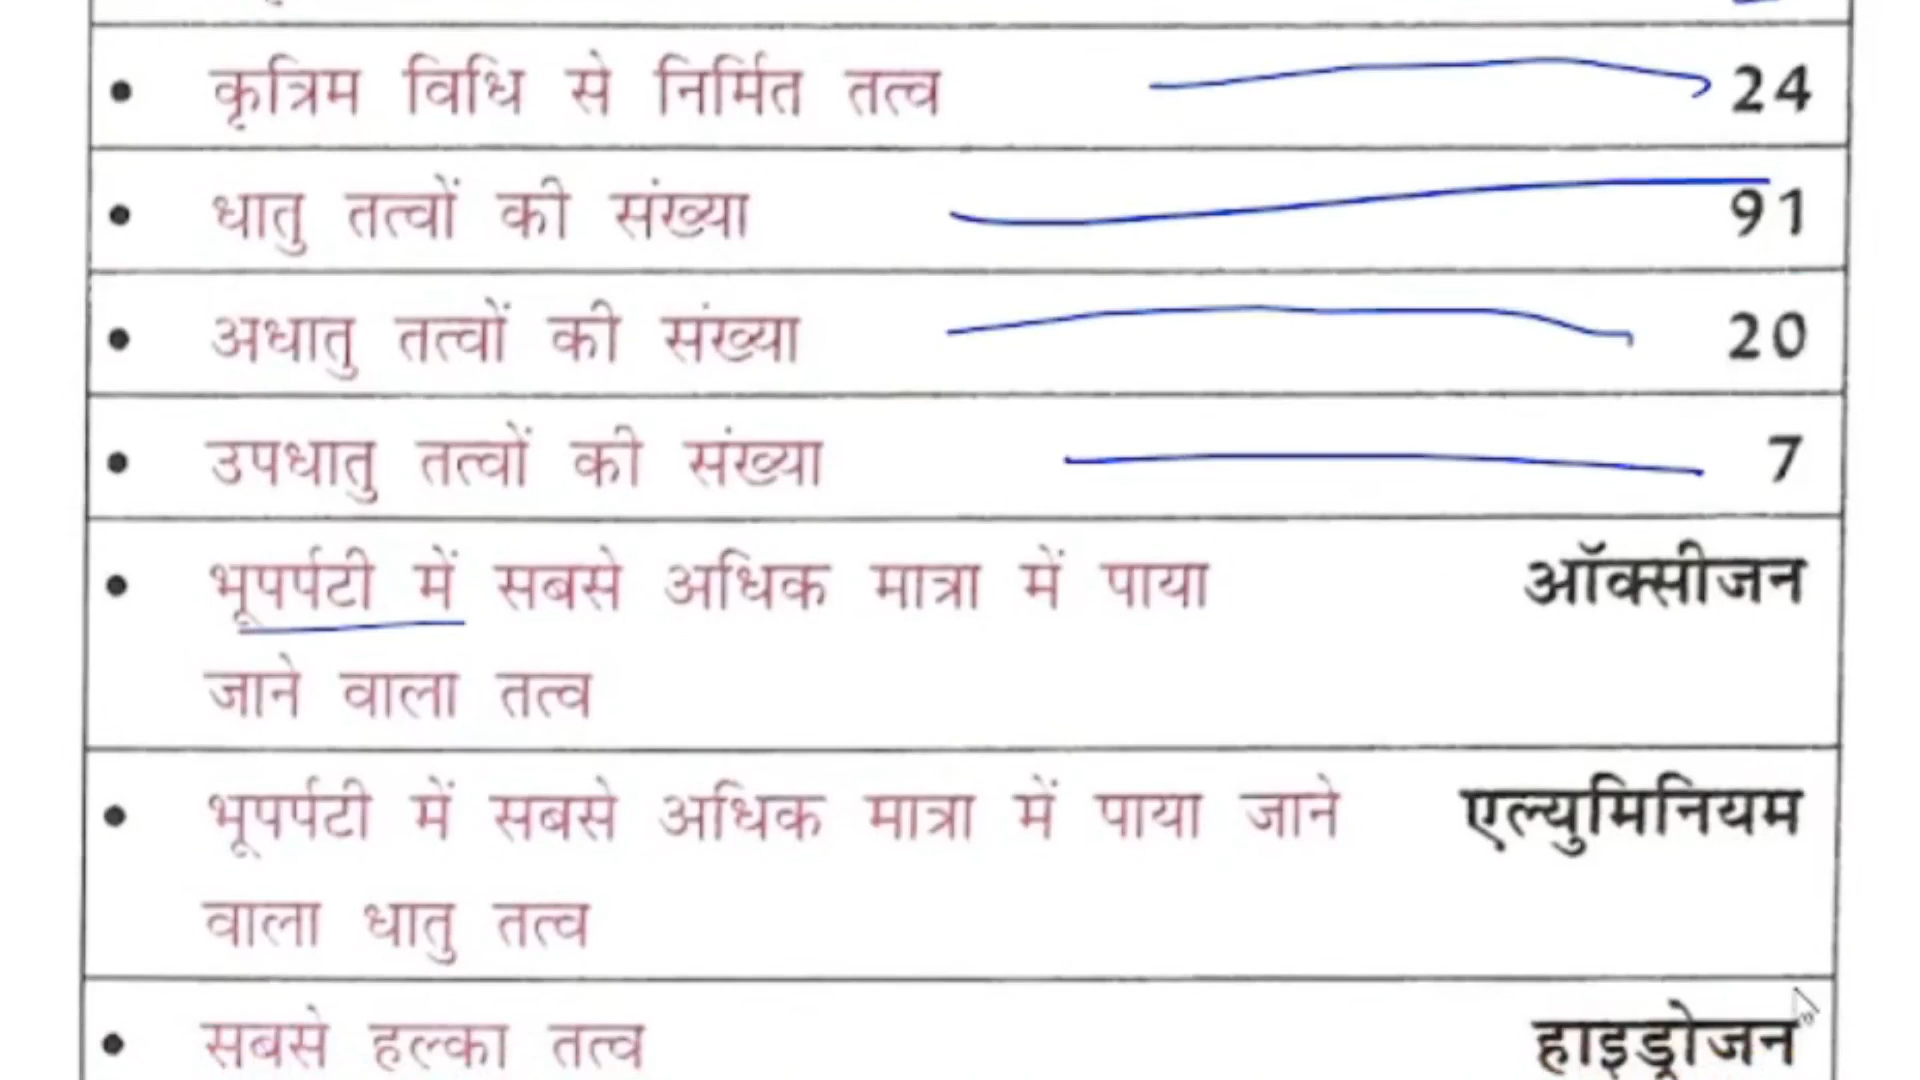 • कृत्रिम विधि से निर्मित तत्व 24
• धातु तत्वों की संख्या 91
• अधातु तत्वों की संख्या 20
• उपधातु तत्वों की संख्या 7
• भूपर्पटी में सबसे अधिक मात्रा में पाया ऑक्सीजन
जाने वाला तत्व
• भूपर्पटी में सबसे अधिक मात्रा में पाया जाने एल्युमिनियम
वाला धातु तत्व
• सबसे हल्का तत्व हाइड्रोजन